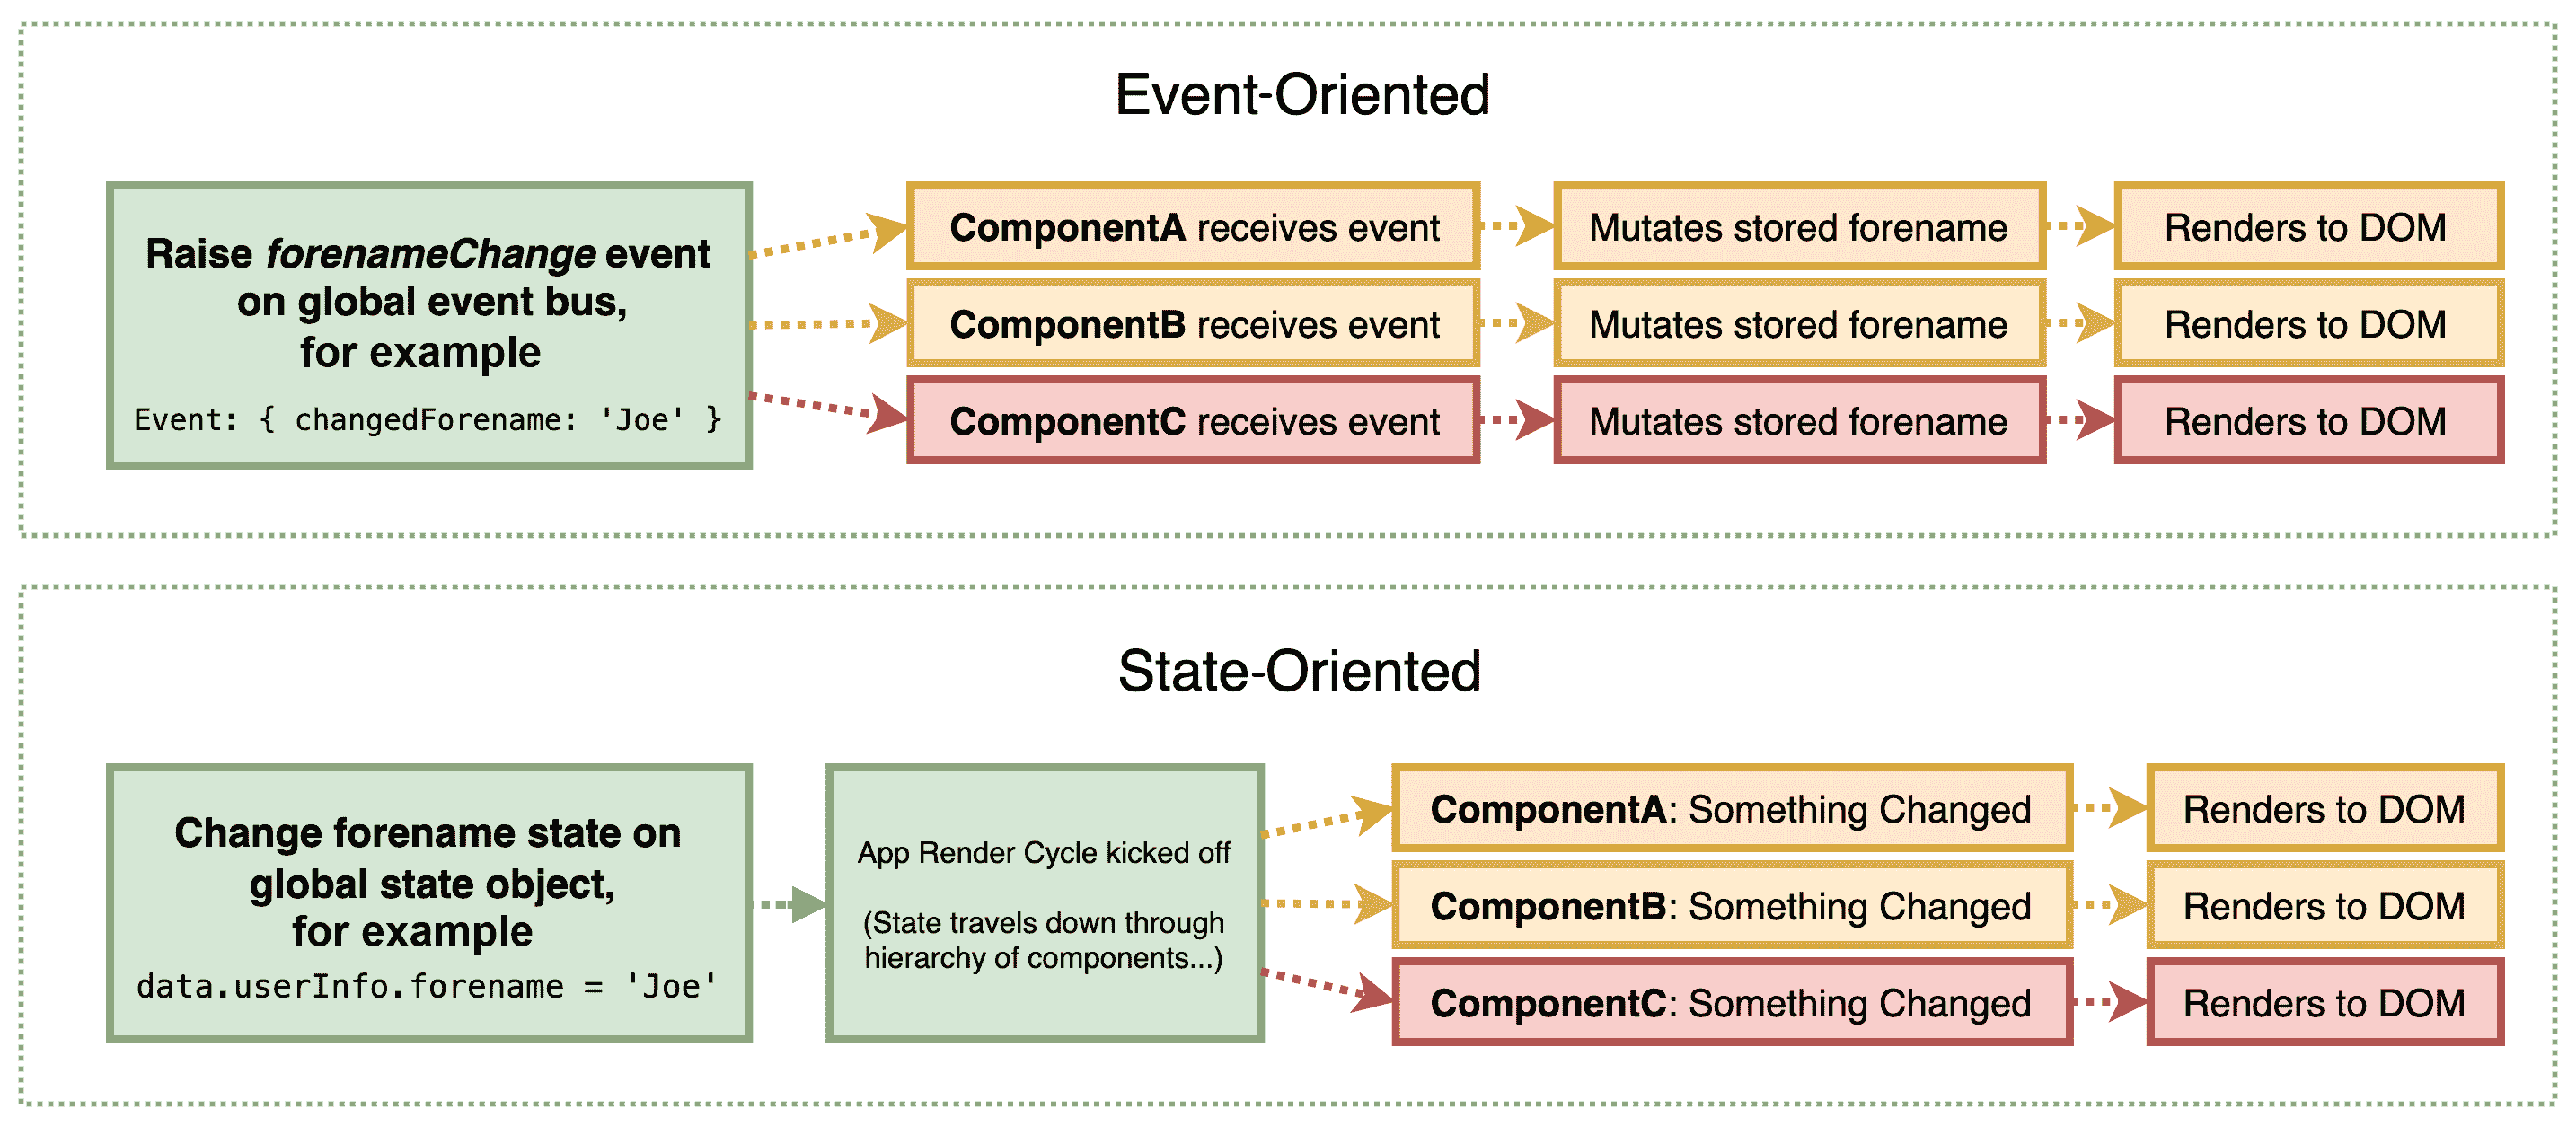 Event-Oriented
Raise forenameChange event
on global event bus,
for example
Event: { changedForename: 'Joe' }
ComponentA receives event
Mutates stored forename
Renders to DOM
ComponentB receives event
Mutates stored forename
Renders to DOM
ComponentC receives event
Mutates stored forename
Renders to DOM
State-Oriented
Change forename state on
global state object,
for example
data.userInfo.forename = 'Joe'
App Render Cycle kicked off
(State travels down through
hierarchy of components...)
ComponentA: Something Changed
Renders to DOM
ComponentB: Something Changed
Renders to DOM
ComponentC: Something Changed
Renders to DOM